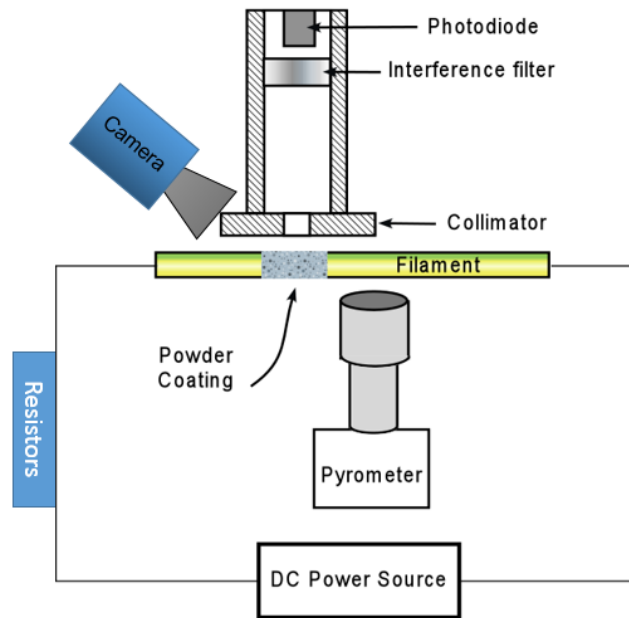 Photodiode
Interference filter
Camera
Collimator
Filament
Powder
Coating
Resistors
Pyrometer
DC Power Source